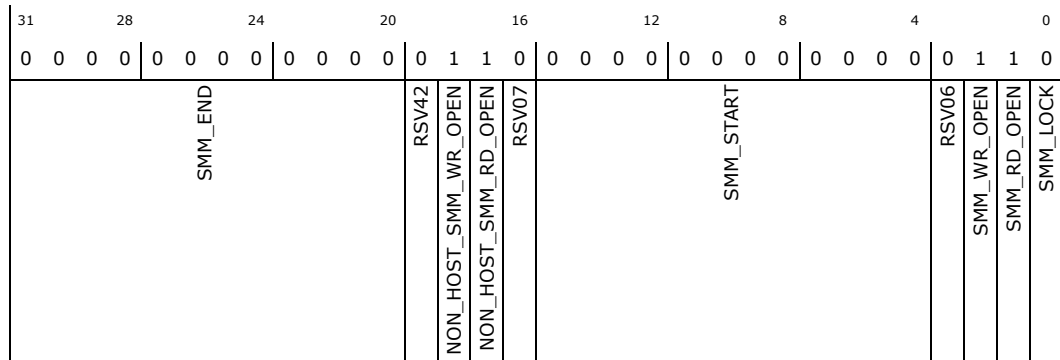 31 28 24 20 16 12 8 4 0
0 0 0 0 0 0 0 0 0 0 0 0 0 1 1 0 0 0 0 0 0 0 0 0 0 0 0 0 0 1 1 0
SMM_END
RSV42
NON_HOST_SMM_WR_OPEN
NON_HOST_SMM_RD_OPEN
RSV07
SMM_START
RSV06
SMM_WR_OPEN
SMM_RD_OPEN
SMM_LOCK